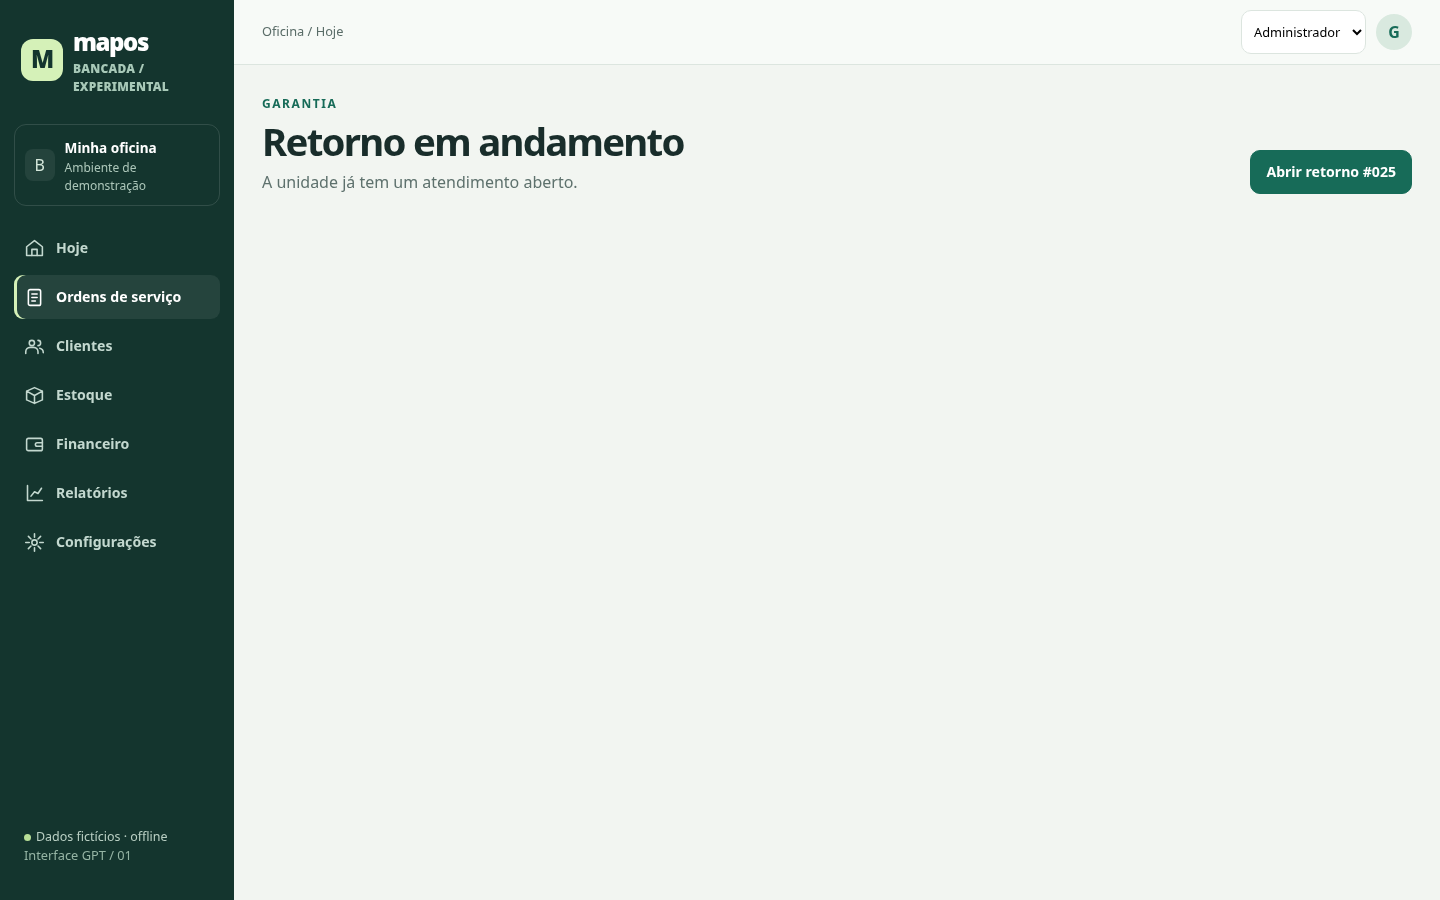 M
mapos
BANCADA /
EXPERIMENTAL
B
Minha oficina
Ambiente de
demonstração
Hoje
Ordens de serviço
Clientes
Estoque
Financeiro
Relatórios
Configurações
Dados fictícios · offline
Interface GPT / 01
Oficina / Hoje
Administrador
G
GARANTIA
Retorno em andamento
A unidade já tem um atendimento aberto.
Abrir retorno #025